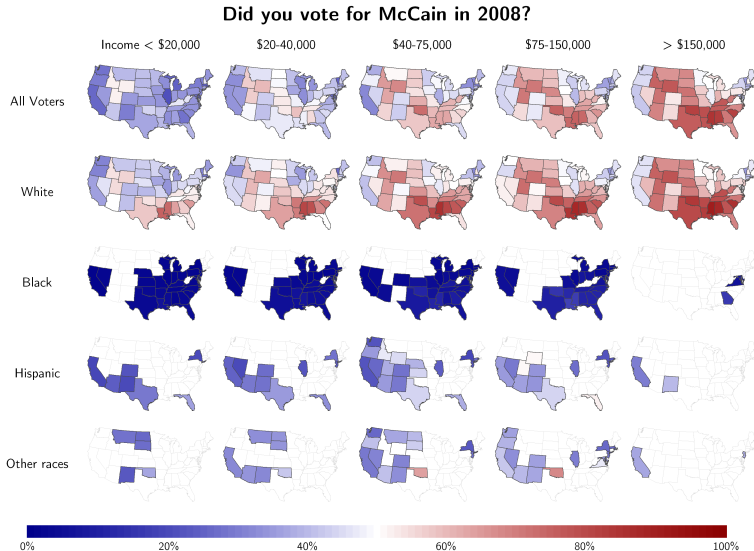 Did you vote for McCain in 2008?
Income < $20,000 $20-40,000 $40-75,000 $75-150,000 > $150,000
All Voters
White
Black
Hispanic
Other races
0% 20% 40% 60% 80% 100%